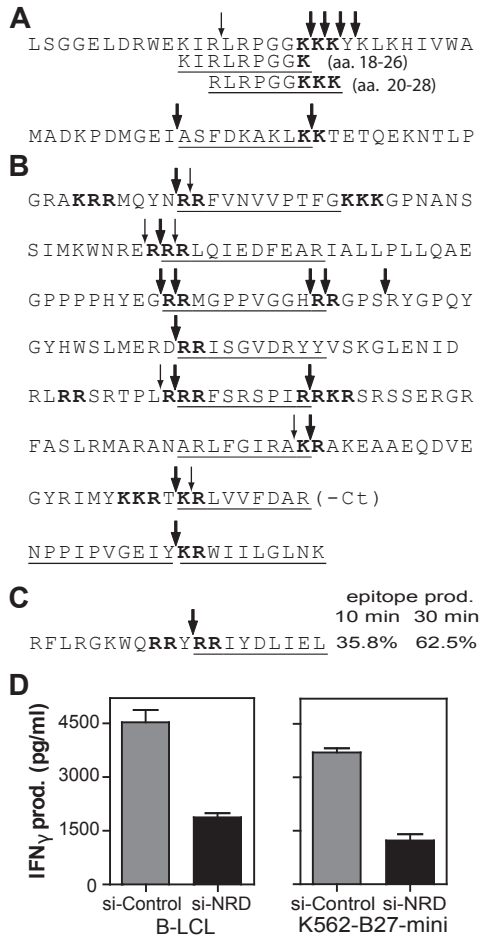 A
LSGGELDRWEKIRLRPGGKKKYKLKHIVWA
KIRLRPGGK (aa. 18-26)
RLRPGGKKK (aa. 20-28)
MADKPDMGEIASFDKAKLKKTETQEKNTLP
B
GRAKRRMQYNRRFVNVVPTFGKKKGPNANS
SIMKWNRERRRLQIEDFEARIALLPLLQAE
GPPPPHYEGRRMGPPVGGHRRGPSRYGPQY
GYHWSLMERDRRISGVDRYYVSKGLENID
RLRRSRTPLRRRFSRSPIRRKRSRSSERGR
FASLRMARANARLFGIRAKRAKEAAEQDVE
GYRIMYKKRTKRLVVFDAR(-Ct)
NPPIPVGEIYKRWIILGLNK
C
epitope prod.
10 min 30 min
RFLRGKWQRRYRRIYDLIEL 35.8% 62.5%
D
IFNγ prod. (pg/ml)
4500
3000
1500
0
si-Control si-NRD si-Control si-NRD
B-LCL K562-B27-mini